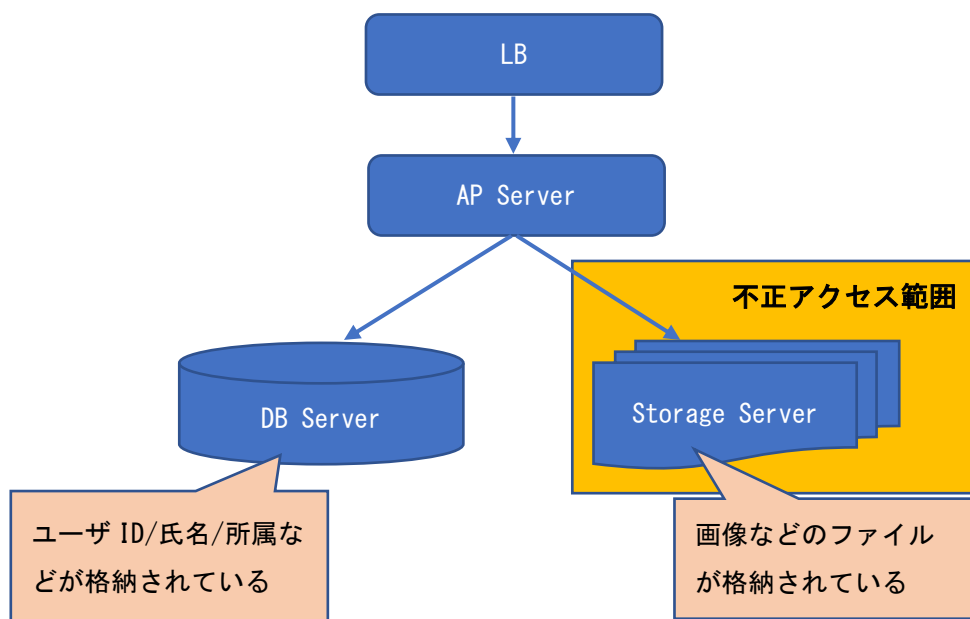 LB
AP Server
不正アクセス範囲
DB Server
Storage Server
ユーザ ID/氏名/所属な
どが格納されている
画像などのファイル
が格納されている